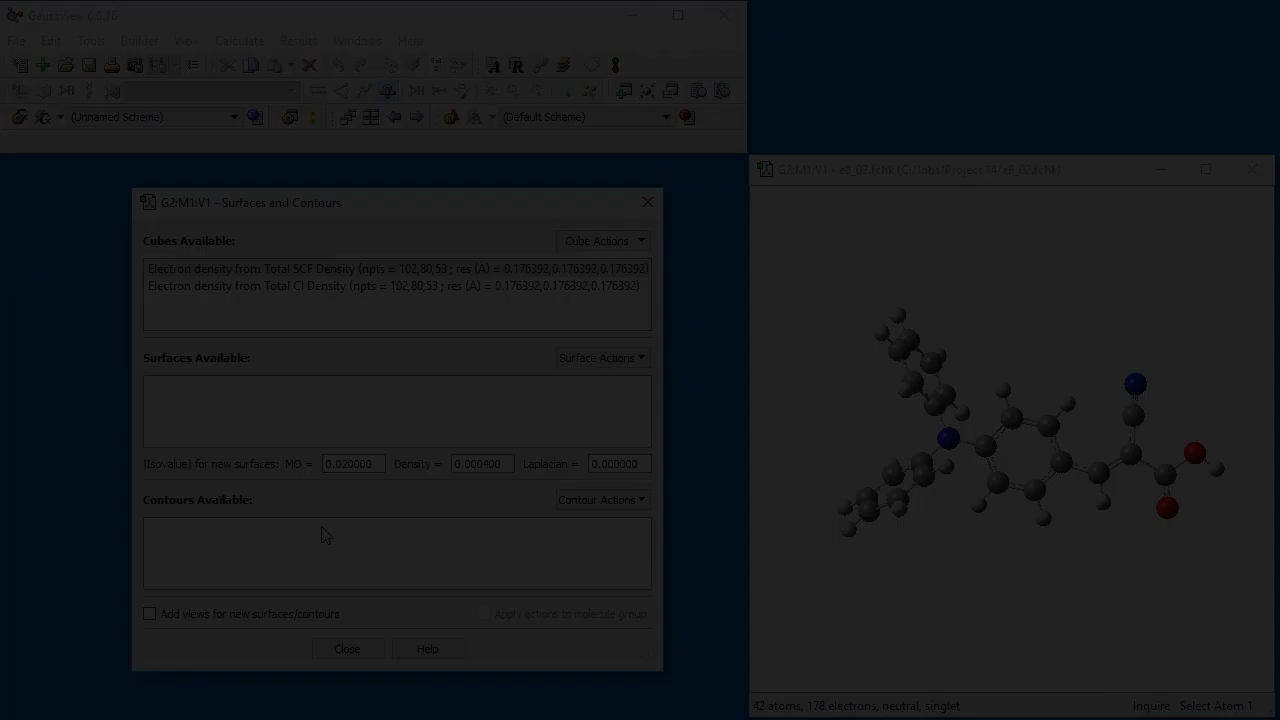 GaussView 6.0.16
File Edit Tools Builder View Calculate Results Windows Help
(Unnamed Scheme)
(Default Scheme)
G2:M1:V1 - e8_02.fchk (C:/Jobs/Project 14/e8_02.fchk)
G2:M1:V1 - Surfaces and Contours
Cubes Available:
Cube Actions
Electron density from Total SCF Density (npts = 102,80,53 ; res (A) = 0.176392,0.176392,0.176392)
Electron density from Total CI Density (npts = 102,80,53 ; res (A) = 0.176392,0.176392,0.176392)
Surfaces Available:
Surface Actions
|Isovalue| for new surfaces: MO = 0.020000 Density = 0.000400 Laplacian = 0.000000
Contours Available:
Contour Actions
Add views for new surfaces/contours
Apply actions to molecule group
Close
Help
42 atoms, 178 electrons, neutral, singlet
Inquire Select Atom 1